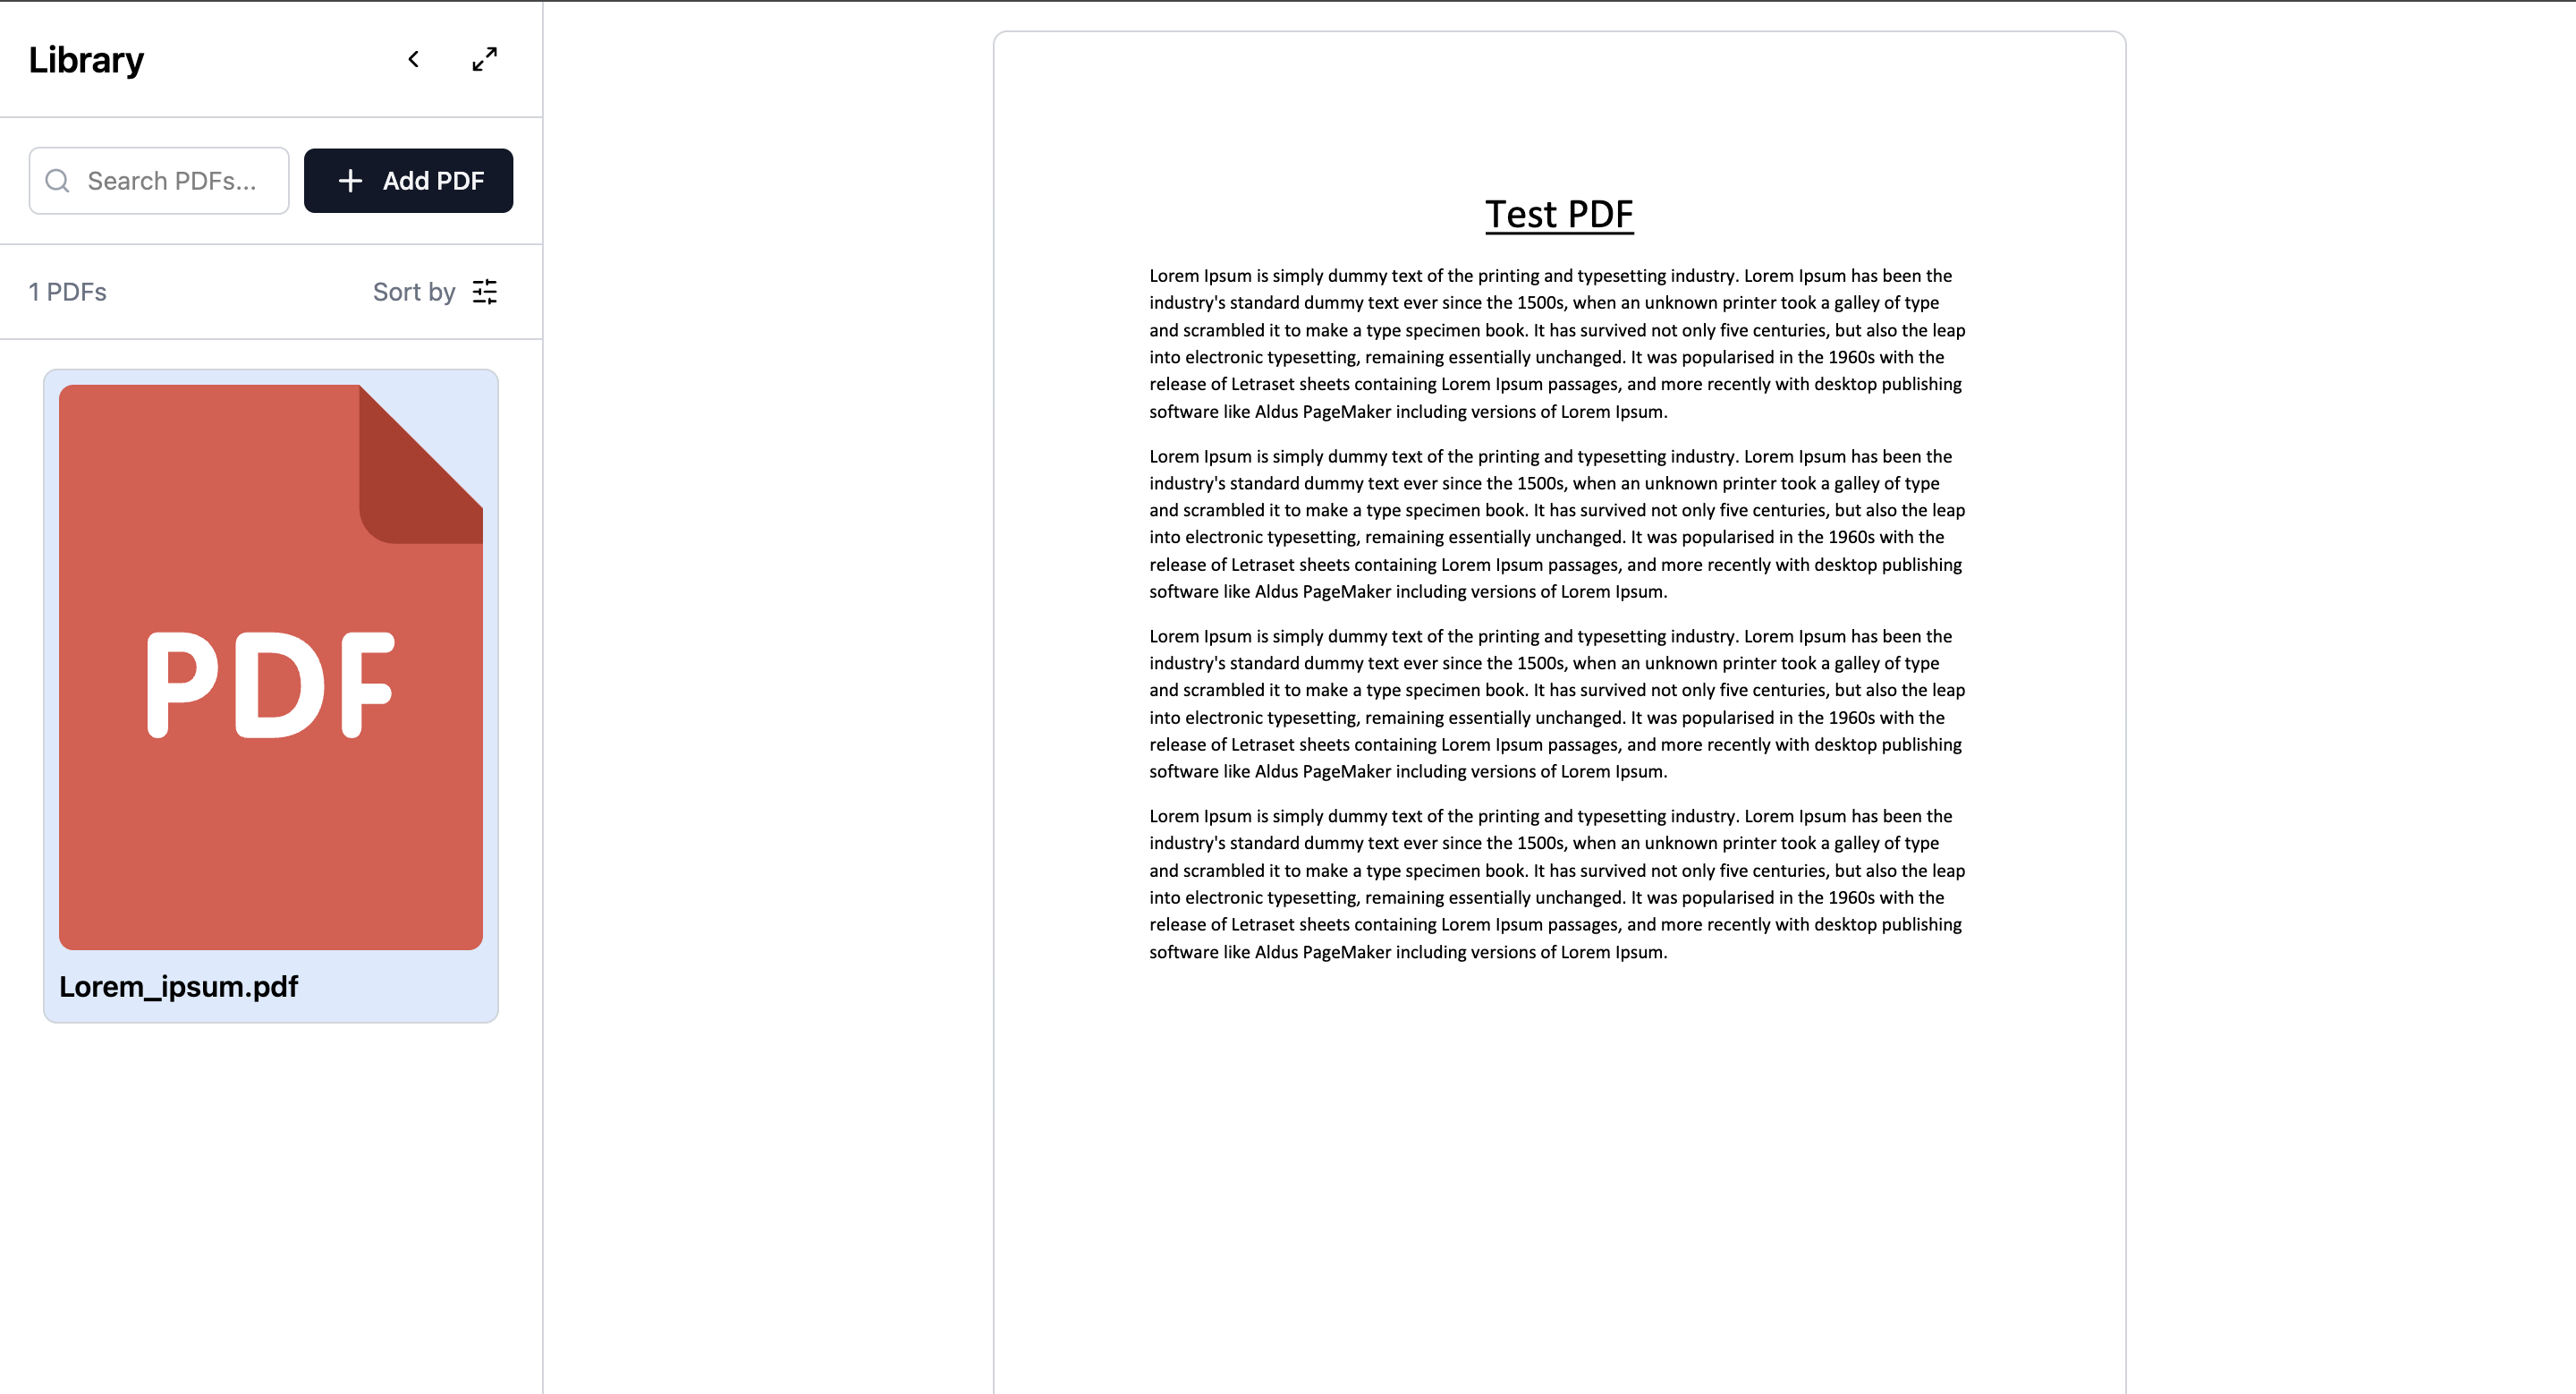 Library
Search PDFs...
Add PDF
1 PDFs
Sort by
PDF
Lorem_ipsum.pdf
Test PDF
Lorem Ipsum is simply dummy text of the printing and typesetting industry. Lorem Ipsum has been the
industry's standard dummy text ever since the 1500s, when an unknown printer took a galley of type
and scrambled it to make a type specimen book. It has survived not only five centuries, but also the leap
into electronic typesetting, remaining essentially unchanged. It was popularised in the 1960s with the
release of Letraset sheets containing Lorem Ipsum passages, and more recently with desktop publishing
software like Aldus PageMaker including versions of Lorem Ipsum.
Lorem Ipsum is simply dummy text of the printing and typesetting industry. Lorem Ipsum has been the
industry's standard dummy text ever since the 1500s, when an unknown printer took a galley of type
and scrambled it to make a type specimen book. It has survived not only five centuries, but also the leap
into electronic typesetting, remaining essentially unchanged. It was popularised in the 1960s with the
release of Letraset sheets containing Lorem Ipsum passages, and more recently with desktop publishing
software like Aldus PageMaker including versions of Lorem Ipsum.
Lorem Ipsum is simply dummy text of the printing and typesetting industry. Lorem Ipsum has been the
industry's standard dummy text ever since the 1500s, when an unknown printer took a galley of type
and scrambled it to make a type specimen book. It has survived not only five centuries, but also the leap
into electronic typesetting, remaining essentially unchanged. It was popularised in the 1960s with the
release of Letraset sheets containing Lorem Ipsum passages, and more recently with desktop publishing
software like Aldus PageMaker including versions of Lorem Ipsum.
Lorem Ipsum is simply dummy text of the printing and typesetting industry. Lorem Ipsum has been the
industry's standard dummy text ever since the 1500s, when an unknown printer took a galley of type
and scrambled it to make a type specimen book. It has survived not only five centuries, but also the leap
into electronic typesetting, remaining essentially unchanged. It was popularised in the 1960s with the
release of Letraset sheets containing Lorem Ipsum passages, and more recently with desktop publishing
software like Aldus PageMaker including versions of Lorem Ipsum.